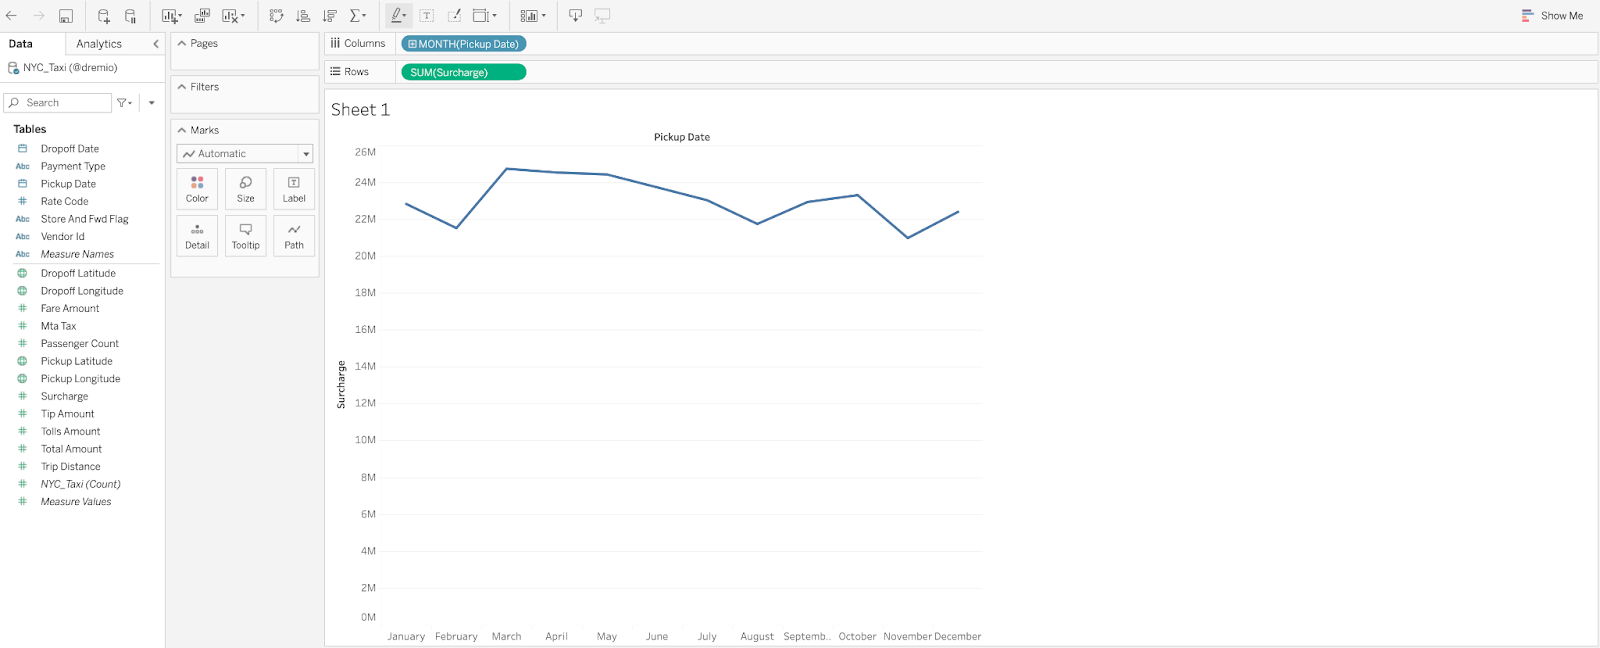 Show Me
Data
Analytics
NYC_Taxi (@dremio)
Search
Tables
Dropoff Date
Abc Payment Type
Pickup Date
Rate Code
Abc Store And Fwd Flag
Abc Vendor Id
Abc Measure Names
Dropoff Latitude
Dropoff Longitude
Fare Amount
Mta Tax
Passenger Count
Pickup Latitude
Pickup Longitude
Surcharge
Tip Amount
Tolls Amount
Total Amount
Trip Distance
NYC_Taxi (Count)
Measure Values
Pages
Filters
Marks
Automatic
Color Size Label
Detail Tooltip Path
Columns MONTH(Pickup Date)
Rows SUM(Surcharge)
Sheet 1
Pickup Date
26M
24M
22M
20M
18M
16M
14M
12M
10M
8M
6M
4M
2M
0M
Surcharge
January February March April May June July August Septemb.. October November December